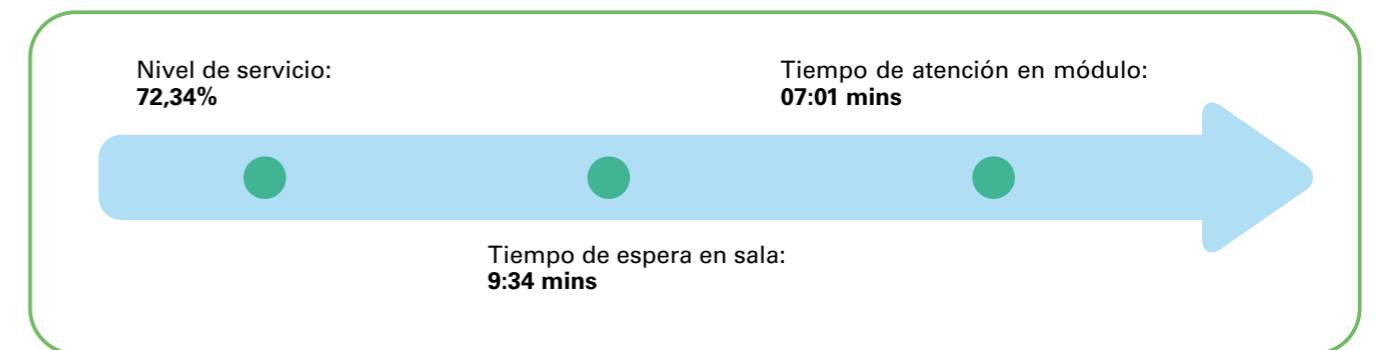 Nivel de servicio:
72,34%
Tiempo de espera en sala:
9:34 mins
Tiempo de atención en módulo:
07:01 mins